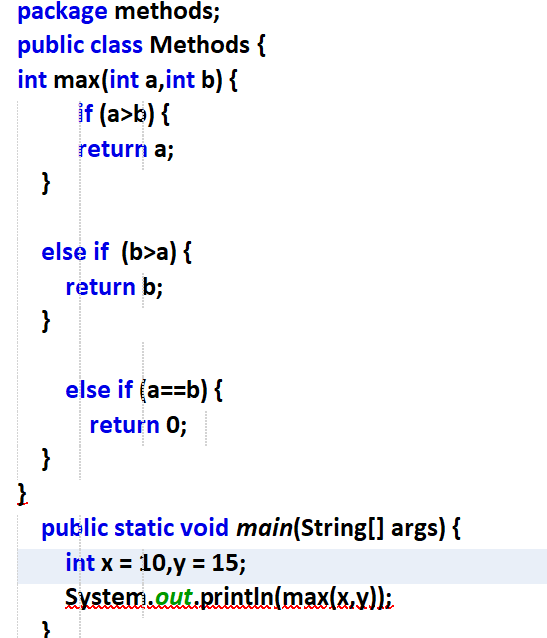 package methods;
public class Methods {
int max(int a,int b) {
if (a>b) {
return a;
}
else if  (b>a) {
return b;
}
else if (a==b) {
return 0;
}
}
public static void main(String[] args) {
int x = 10,y = 15;
System.out.println(max(x,y));
}